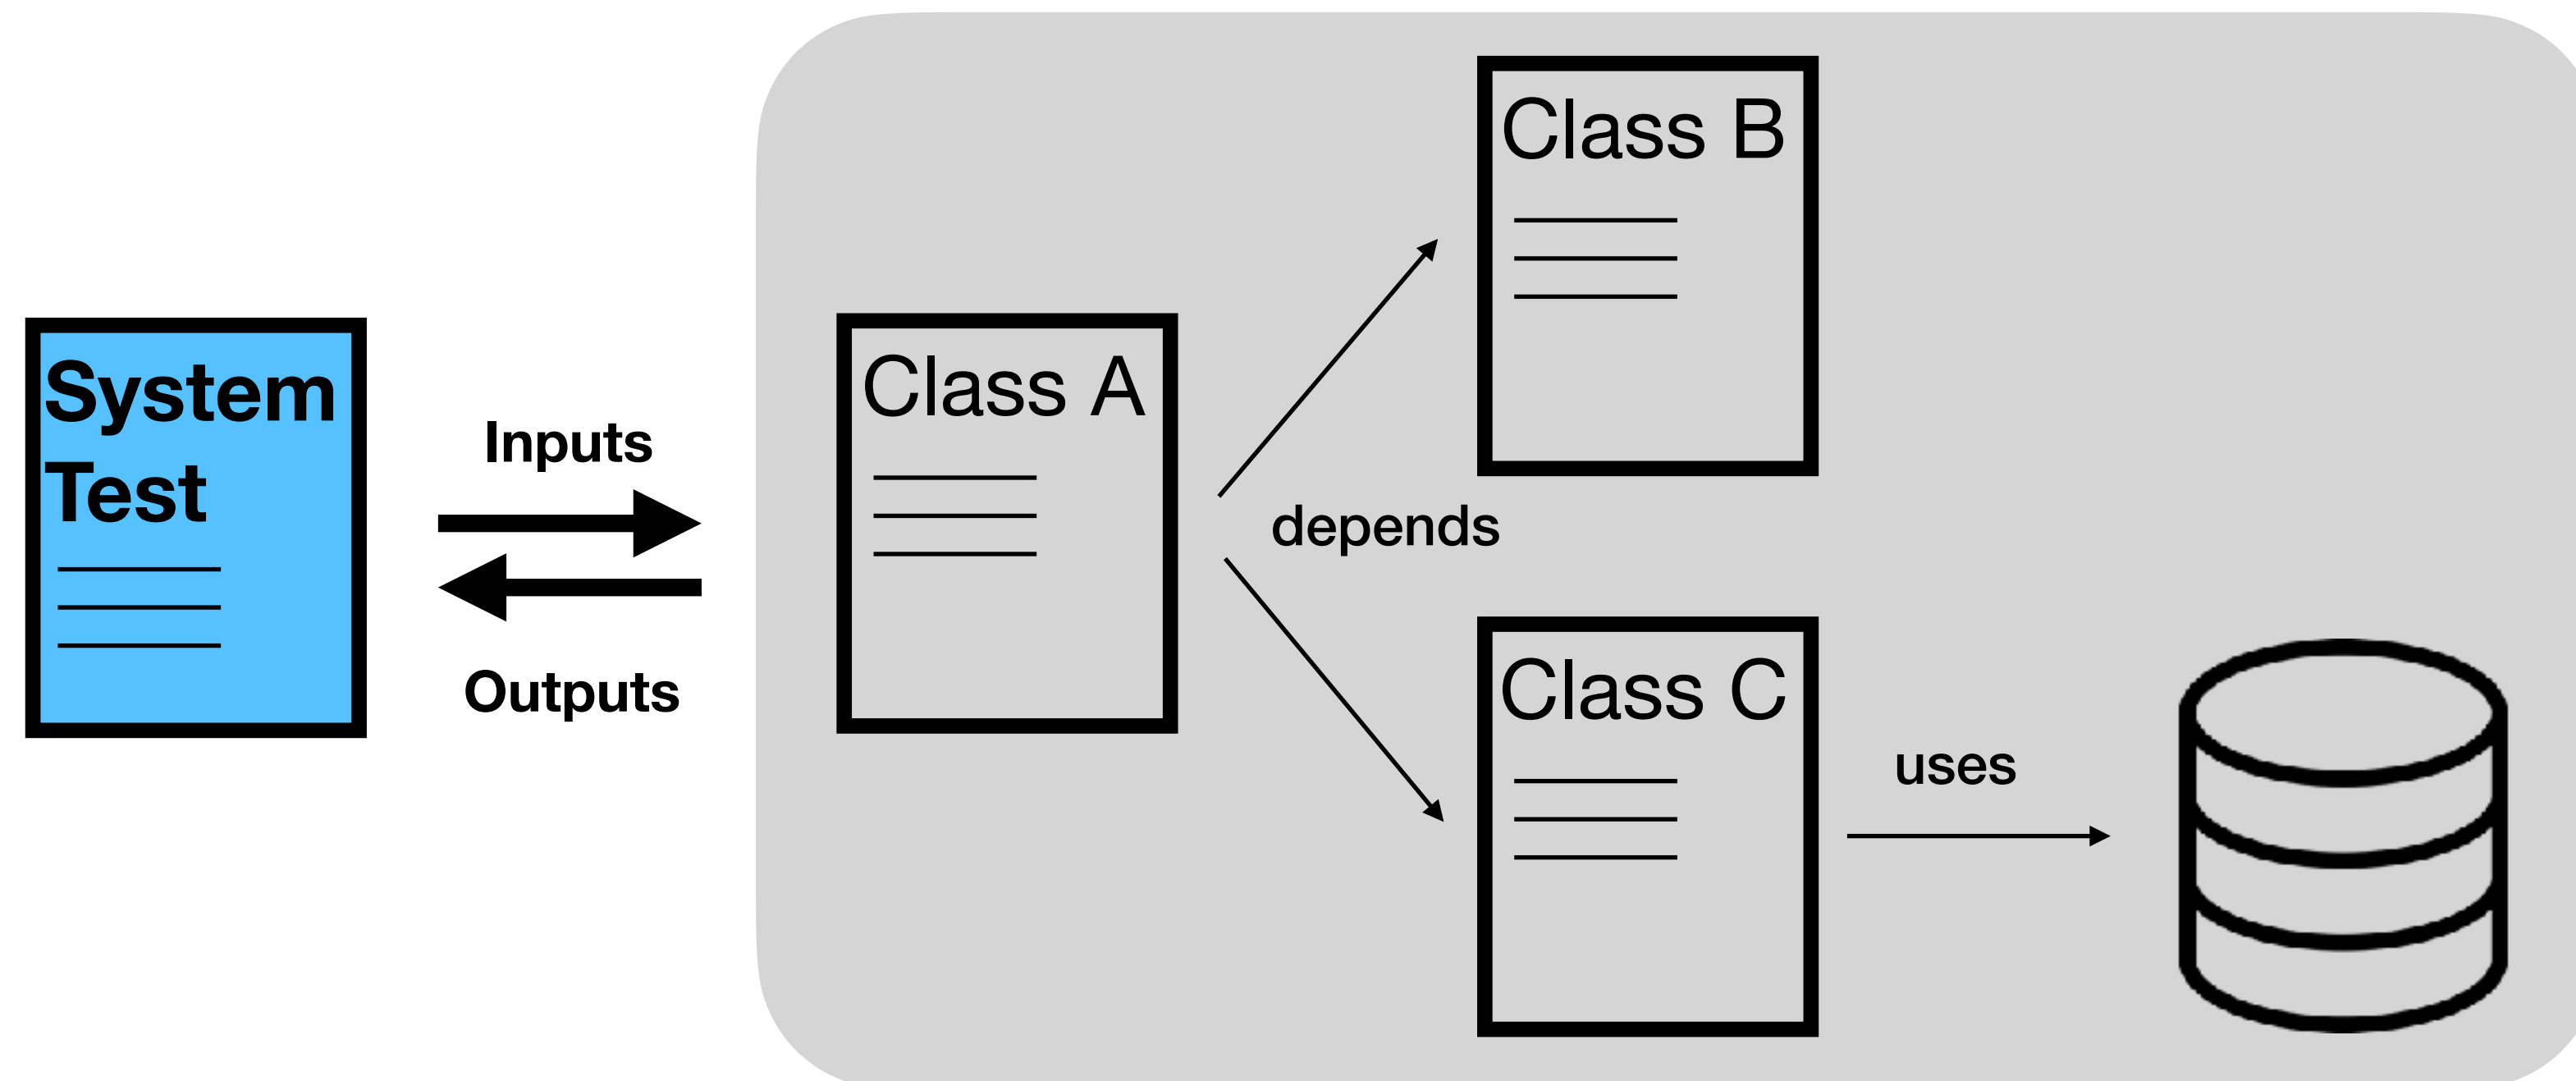 System
Test
Inputs
Outputs
Class A
depends
Class B
Class C
uses